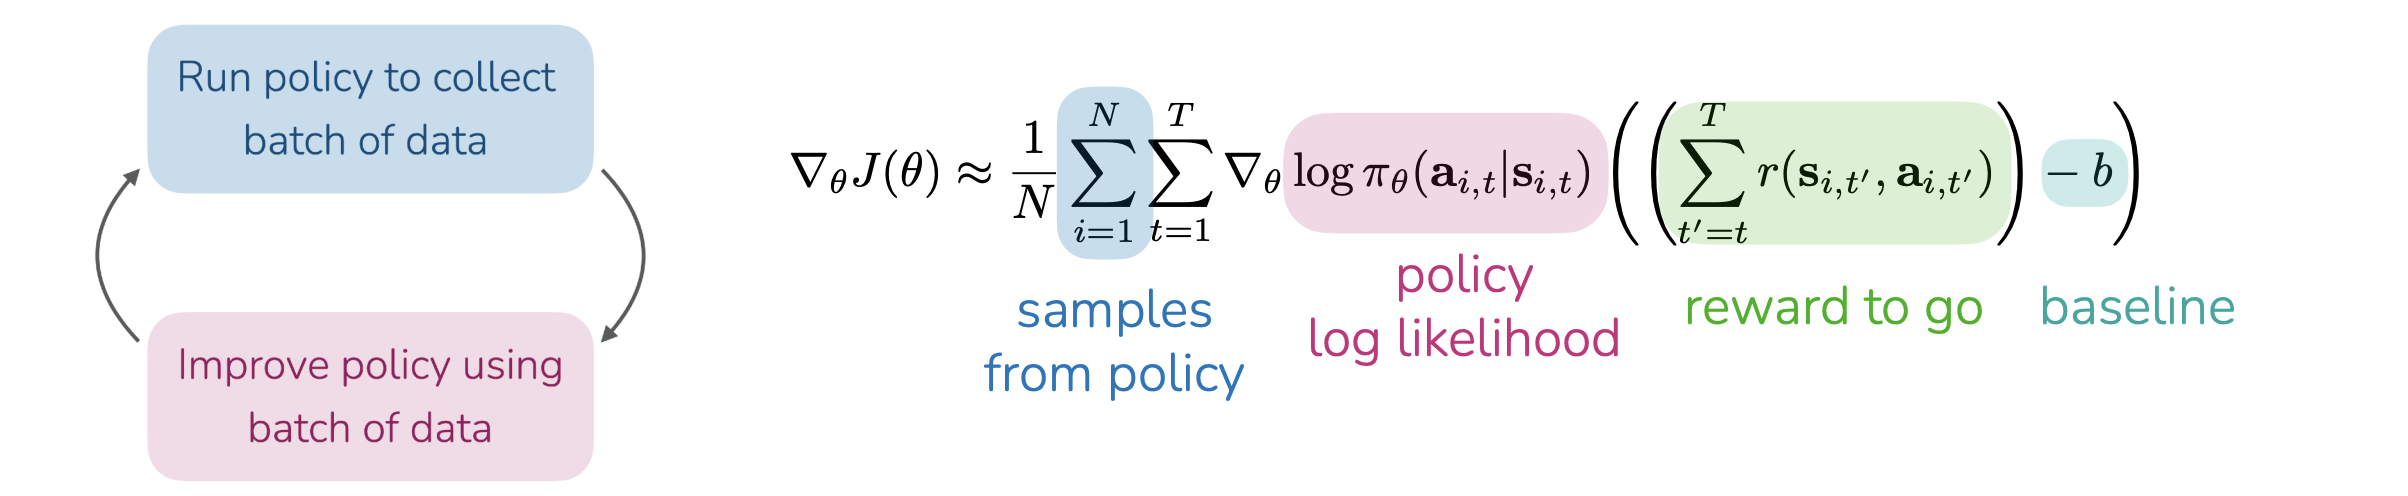 Run policy to collect
batch of data
Improve policy using
batch of data
$\nabla_\theta J(\theta) \approx \frac{1}{N} \sum_{i=1}^{N} \sum_{t=1}^{T} \nabla_\theta \log \pi_\theta(\mathbf{a}_{i,t}|\mathbf{s}_{i,t}) \left( \left( \sum_{t'=t}^{T} r(\mathbf{s}_{i,t'}, \mathbf{a}_{i,t'}) \right) - b \right)$
samples
from policy
policy
log likelihood
reward to go
baseline